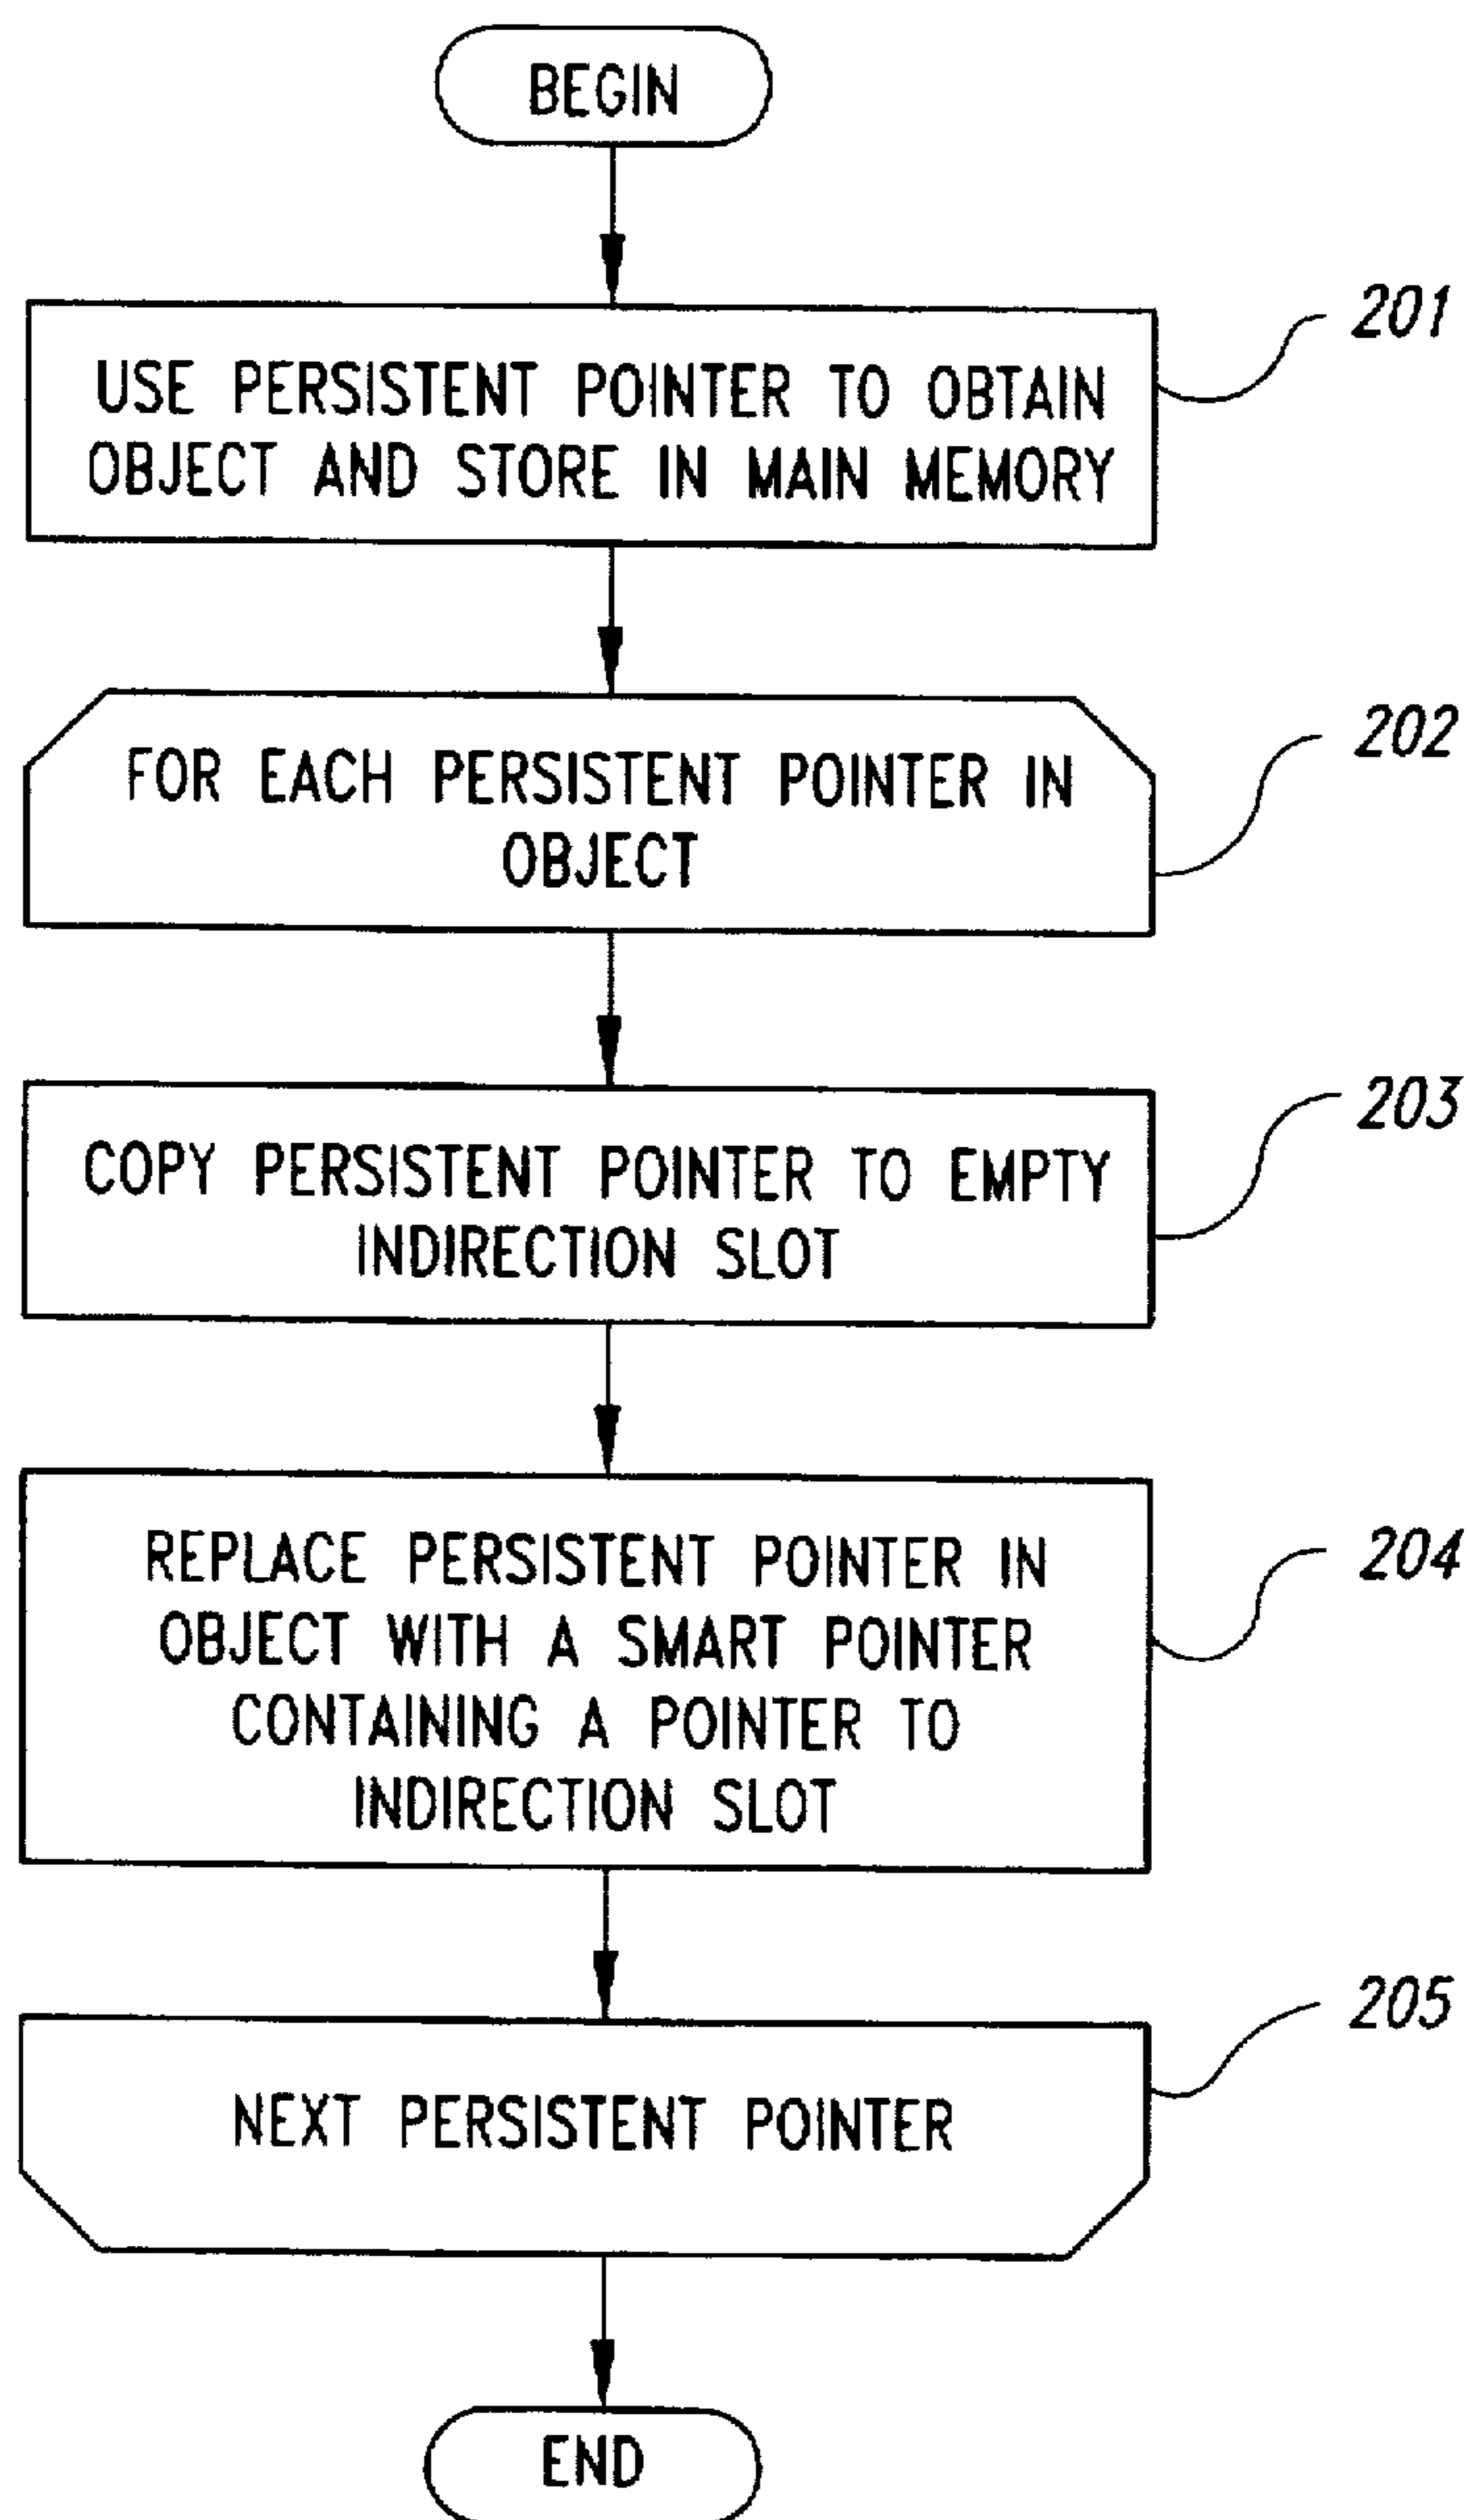 BEGIN
201
USE PERSISTENT POINTER TO OBTAIN
OBJECT AND STORE IN MAIN MEMORY
202
FOR EACH PERSISTENT POINTER IN
OBJECT
203
COPY PERSISTENT POINTER TO EMPTY
INDIRECTION SLOT
204
REPLACE PERSISTENT POINTER IN
OBJECT WITH A SMART POINTER
CONTAINING A POINTER TO
INDIRECTION SLOT
205
NEXT PERSISTENT POINTER
END